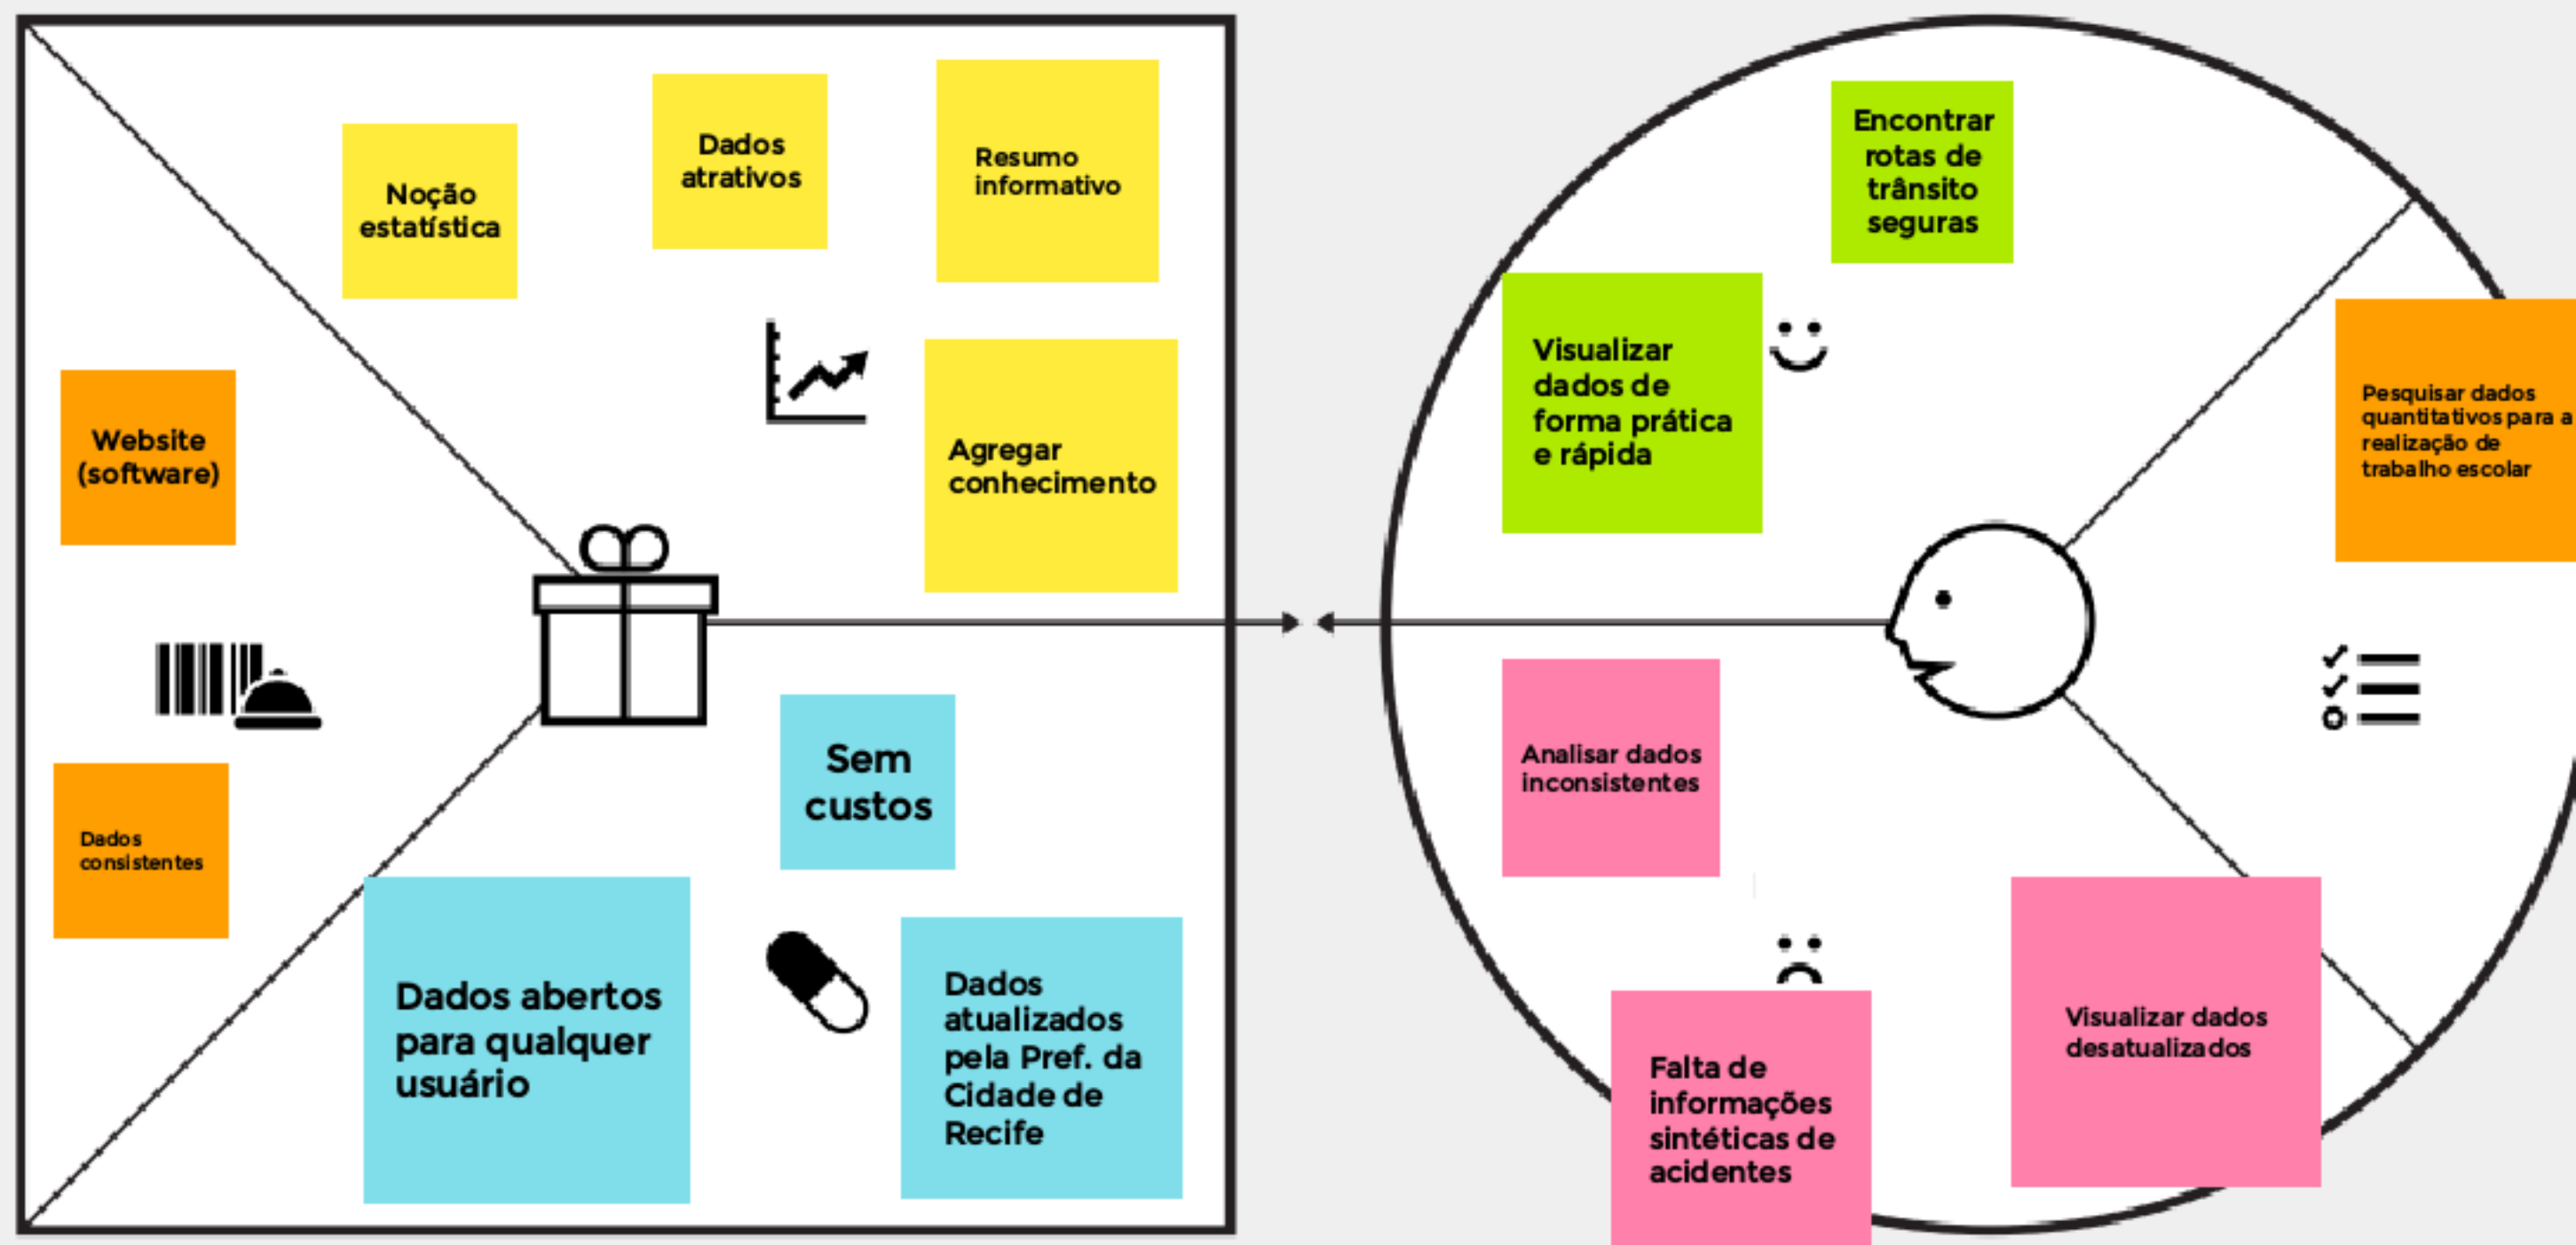 Noção
estatística
Dados
atrativos
Resumo
informativo
Website
(software)
Agregar
conhecimento
Dados
consistentes
Sem
custos
Dados abertos
para qualquer
usuário
Dados
atualizados
pela Pref. da
Cidade de
Recife
Encontrar
rotas de
trânsito
seguras
Visualizar
dados de
forma prática
e rápida
Pesquisar dados
quantitativos para a
realização de
trabalho escolar
Analisar dados
inconsistentes
Falta de
informações
sintéticas de
acidentes
Visualizar dados
desatualizados